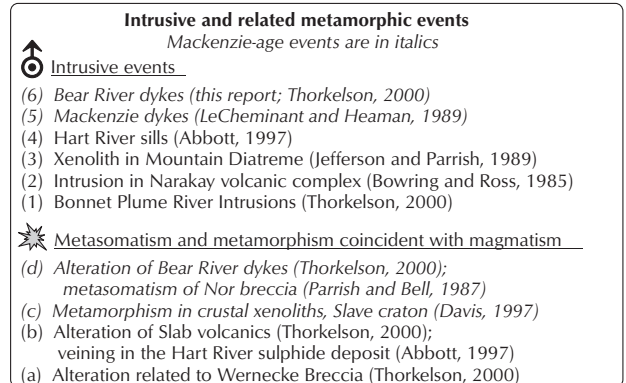 Intrusive and related metamorphic events
Mackenzie-age events are in italics
Intrusive events
(6) Bear River dykes (this report; Thorkelson, 2000)
(5) Mackenzie dykes (LeCheminant and Heaman, 1989)
(4) Hart River sills (Abbott, 1997)
(3) Xenolith in Mountain Diatreme (Jefferson and Parrish, 1989)
(2) Intrusion in Narakay volcanic complex (Bowring and Ross, 1985)
(1) Bonnet Plume River Intrusions (Thorkelson, 2000)
Metasomatism and metamorphism coincident with magmatism
(d) Alteration of Bear River dykes (Thorkelson, 2000);
metasomatism of Nor breccia (Parrish and Bell, 1987)
(c) Metamorphism in crustal xenoliths, Slave craton (Davis, 1997)
(b) Alteration of Slab volcanics (Thorkelson, 2000);
veining in the Hart River sulphide deposit (Abbott, 1997)
(a) Alteration related to Wernecke Breccia (Thorkelson, 2000)